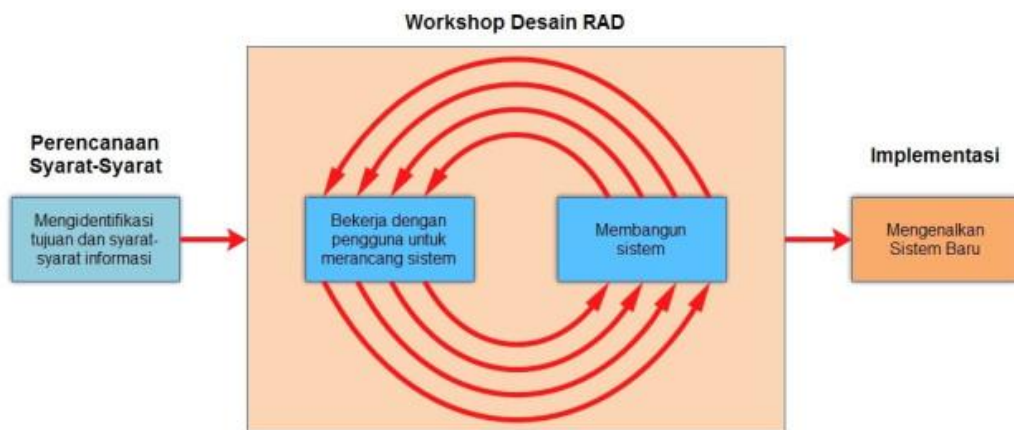 Workshop Desain RAD
Perencanaan
Syarat-Syarat
Mengidentifikasi
tujuan dan syarat-
syarat informasi
Bekerja dengan
pengguna untuk
merancang sistem
Membangun
sistem
Implementasi
Mengenalkan
Sistem Baru